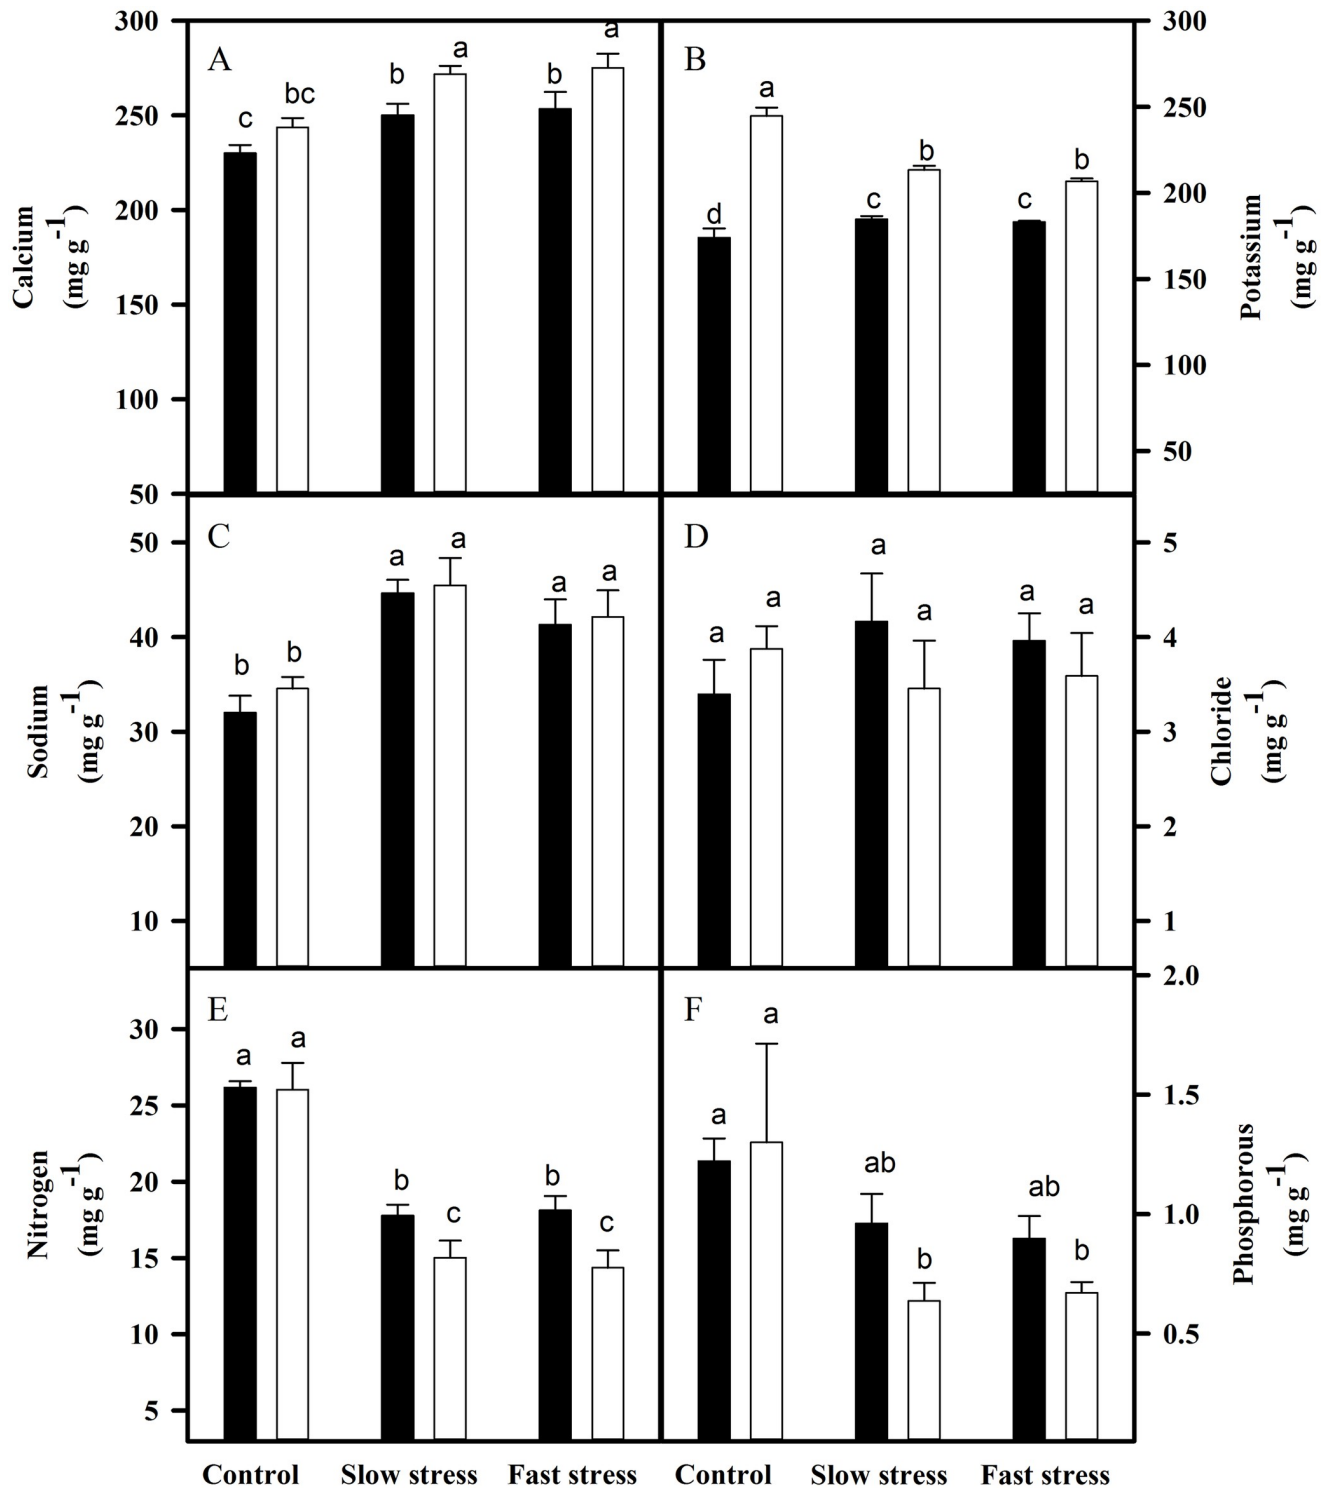 300
250
200
150
100
50
Calcium
(mg g-1)
A
c
bc
b
a
b
a
B
d
a
c
b
c
b
300
250
200
150
100
50
Potassium
(mg g-1)
50
40
30
20
10
Sodium
(mg g-1)
C
b
b
a
a
a
a
D
a
a
a
a
a
a
5
4
3
2
1
Chloride
(mg g-1)
30
25
20
15
10
5
Nitrogen
(mg g-1)
E
a
a
b
c
b
c
F
a
a
ab
b
ab
b
2.0
1.5
1.0
0.5
Phosphorous
(mg g-1)
Control Slow stress Fast stress Control Slow stress Fast stress